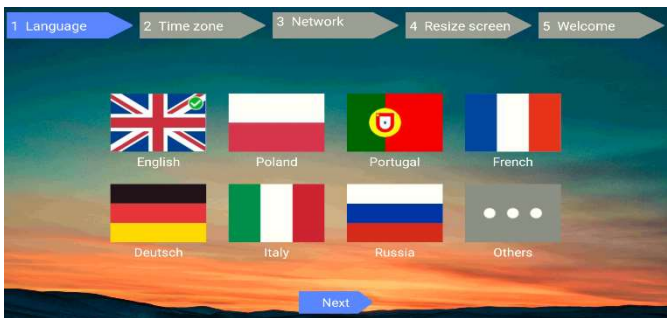 1 Language
2 Time zone
3 Network
4 Resize screen
5 Welcome
English
Poland
Portugal
French
Deutsch
Italy
Russia
Others
Next